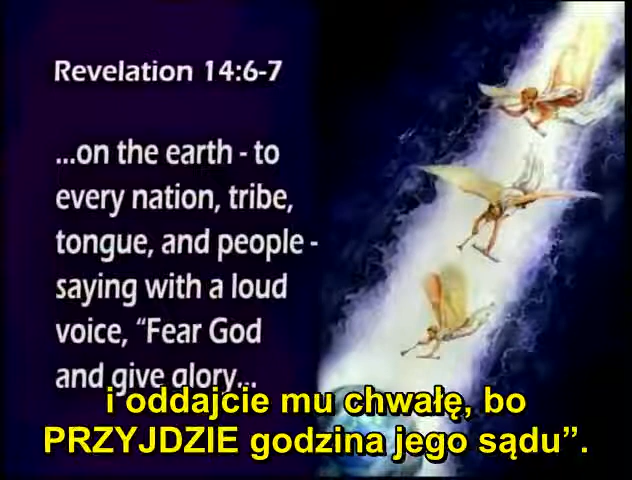 Revelation 14:6-7
...on the earth - to
every nation, tribe,
tongue, and people -
saying with a loud
voice, “Fear God
and give glory...
i oddajcie mu chwałę, bo
PRZYJDZIE godzina jego sądu”.